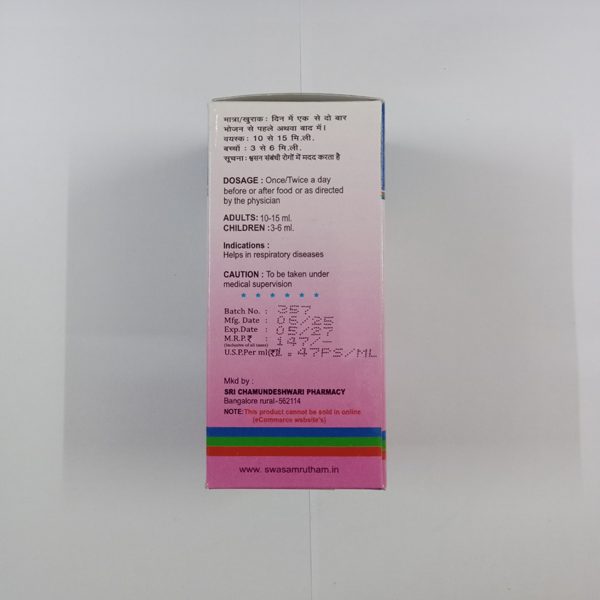 मात्रा/खुराक: दिन में एक से दो बार
भोजन से पहले अथवा बाद में।
वयस्क: 10 से 15 मि.ली.
बच्चों : 3 से 6 मि.ली.
सूचना: श्वसन संबंधी रोगों में मदद करता है
DOSAGE : Once/Twice a day
before or after food or as directed
by the physician
ADULTS: 10-15 ml.
CHILDREN :3-6 ml.
Indications :
Helps in respiratory diseases
CAUTION : To be taken under
medical supervision
Batch No. : 357
Mfg. Date : 06/25
Exp.Date : 05/27
M.R.P.₹ : 147/-
(Inclusive of all taxes)
U.S.P.Per ml(₹): 1.47PS/ML
Mkd by :
SRI CHAMUNDESHWARI PHARMACY
Bangalore rural-562114
NOTE: This product cannot be sold in online
(eCommerce website's)
www. swasamrutham.in